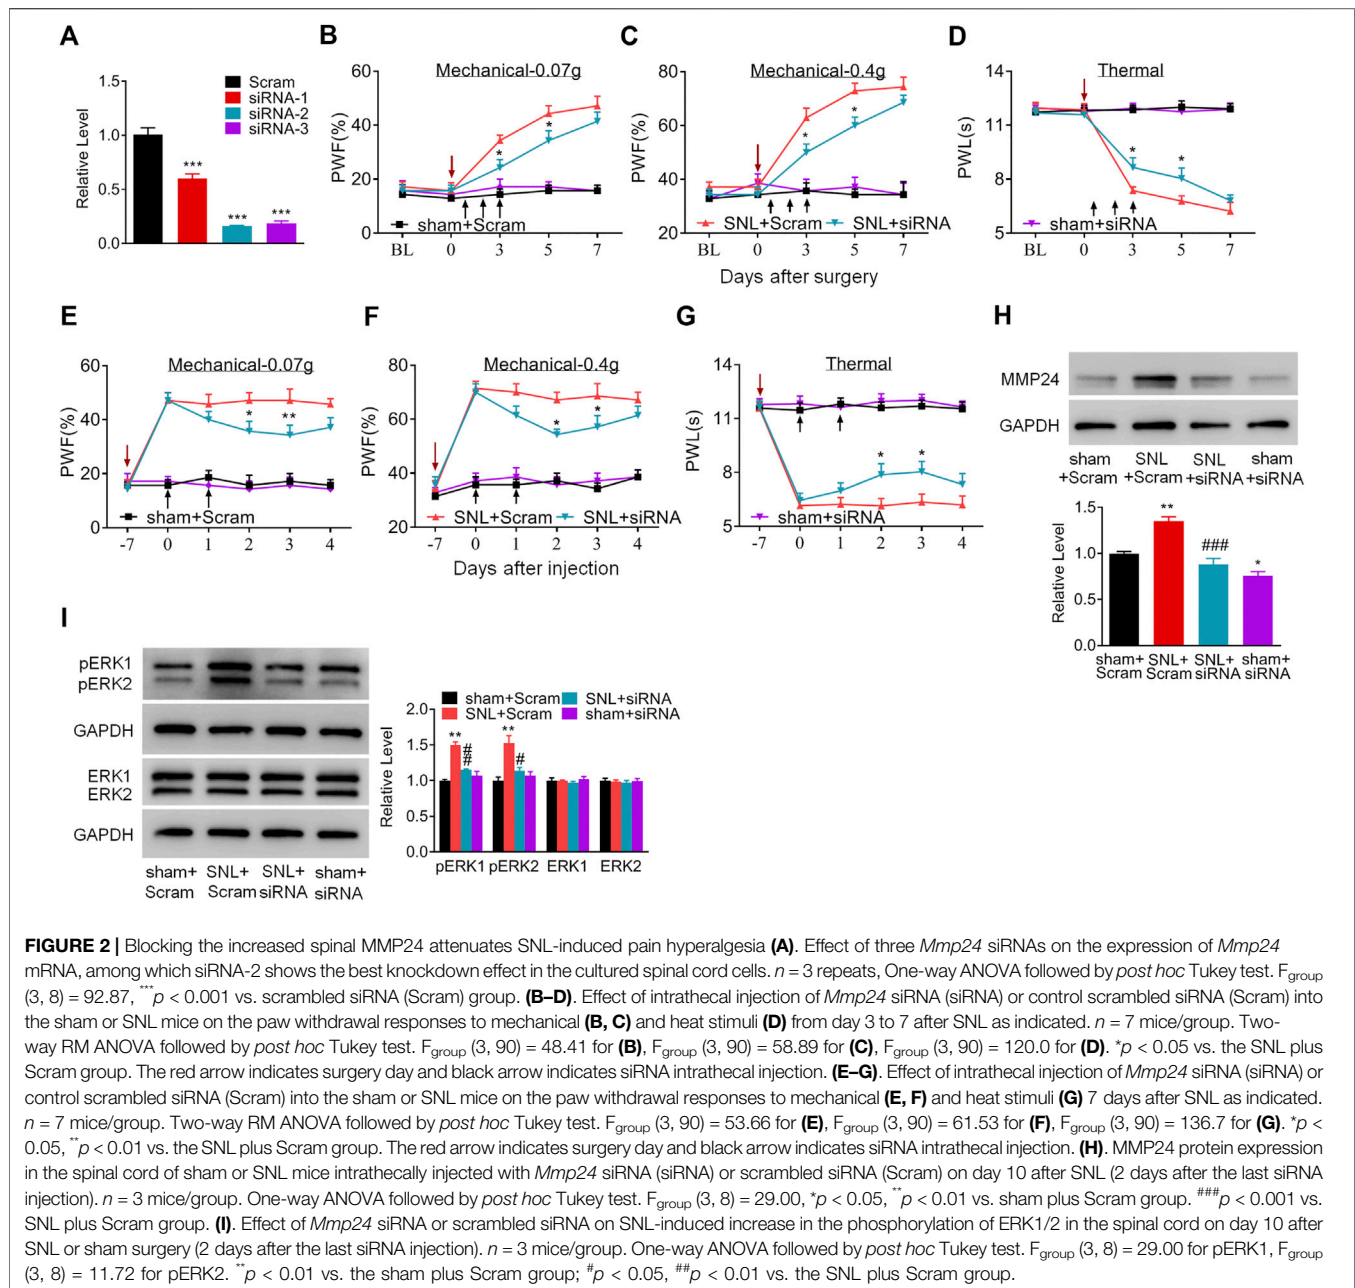 A
Scram
siRNA-1
siRNA-2
siRNA-3
Relative Level
1.5
1.0
0.5
0.0
***
***
***
B
Mechanical-0.07g
PWF(%)
60
40
20
0
*
*
sham+Scram
BL 0 3 5 7
C
Mechanical-0.4g
PWF(%)
80
60
40
20
*
*
SNL+Scram SNL+siRNA
BL 0 3 5 7
Days after surgery
D
Thermal
PWL(s)
14
11
8
5
*
*
sham+siRNA
BL 0 3 5 7
E
Mechanical-0.07g
PWF(%)
60
40
20
0
*
**
sham+Scram
-7 0 1 2 3 4
F
Mechanical-0.4g
PWF(%)
80
60
40
20
*
*
SNL+Scram SNL+siRNA
-7 0 1 2 3 4
Days after injection
G
Thermal
PWL(s)
14
11
8
5
*
*
sham+siRNA
-7 0 1 2 3 4
H
MMP24
GAPDH
sham SNL SNL sham
+Scram +Scram +siRNA +siRNA
Relative Level
1.5
1.0
0.5
0.0
**
###
*
sham+ SNL+ SNL+ sham+
Scram Scram siRNA siRNA
I
pERK1
pERK2
GAPDH
ERK1
ERK2
GAPDH
sham+ SNL+ SNL+ sham+
Scram Scram siRNA siRNA
sham+Scram SNL+siRNA
SNL+Scram sham+siRNA
Relative Level
2.0
1.5
1.0
0.5
0.0
**
##
**
#
pERK1 pERK2 ERK1 ERK2
FIGURE 2 | Blocking the increased spinal MMP24 attenuates SNL-induced pain hyperalgesia (A). Effect of three Mmp24 siRNAs on the expression of Mmp24
mRNA, among which siRNA-2 shows the best knockdown effect in the cultured spinal cord cells. n = 3 repeats, One-way ANOVA followed by post hoc Tukey test. Fgroup
(3, 8) = 92.87, ***p < 0.001 vs. scrambled siRNA (Scram) group. (B–D). Effect of intrathecal injection of Mmp24 siRNA (siRNA) or control scrambled siRNA (Scram) into
the sham or SNL mice on the paw withdrawal responses to mechanical (B, C) and heat stimuli (D) from day 3 to 7 after SNL as indicated. n = 7 mice/group. Two-
way RM ANOVA followed by post hoc Tukey test. Fgroup (3, 90) = 48.41 for (B), Fgroup (3, 90) = 58.89 for (C), Fgroup (3, 90) = 120.0 for (D). *p < 0.05 vs. the SNL plus
Scram group. The red arrow indicates surgery day and black arrow indicates siRNA intrathecal injection. (E–G). Effect of intrathecal injection of Mmp24 siRNA (siRNA) or
control scrambled siRNA (Scram) into the sham or SNL mice on the paw withdrawal responses to mechanical (E, F) and heat stimuli (G) 7 days after SNL as indicated.
n = 7 mice/group. Two-way RM ANOVA followed by post hoc Tukey test. Fgroup (3, 90) = 53.66 for (E), Fgroup (3, 90) = 61.53 for (F), Fgroup (3, 90) = 136.7 for (G). *p <
0.05, **p < 0.01 vs. the SNL plus Scram group. The red arrow indicates surgery day and black arrow indicates siRNA intrathecal injection. (H). MMP24 protein expression
in the spinal cord of sham or SNL mice intrathecally injected with Mmp24 siRNA (siRNA) or scrambled siRNA (Scram) on day 10 after SNL (2 days after the last siRNA
injection). n = 3 mice/group. One-way ANOVA followed by post hoc Tukey test. Fgroup (3, 8) = 29.00, *p < 0.05, **p < 0.01 vs. sham plus Scram group. ###p < 0.001 vs.
SNL plus Scram group. (I). Effect of Mmp24 siRNA or scrambled siRNA on SNL-induced increase in the phosphorylation of ERK1/2 in the spinal cord on day 10 after
SNL or sham surgery (2 days after the last siRNA injection). n = 3 mice/group. One-way ANOVA followed by post hoc Tukey test. Fgroup (3, 8) = 29.00 for pERK1, Fgroup
(3, 8) = 11.72 for pERK2. **p < 0.01 vs. the sham plus Scram group; #p < 0.05, ##p < 0.01 vs. the SNL plus Scram group.